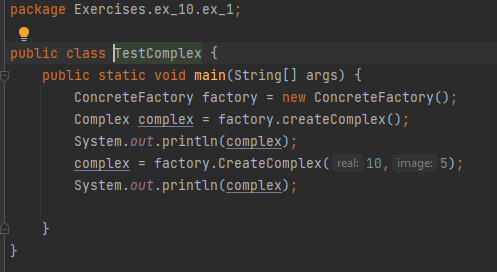 package Exercises.ex_10.ex_1;
public class TestComplex {
public static void main(String[] args) {
ConcreteFactory factory = new ConcreteFactory();
Complex complex = factory.createComplex();
System.out.println(complex);
complex = factory.CreateComplex( real: 10, image: 5);
System.out.println(complex);
}
}